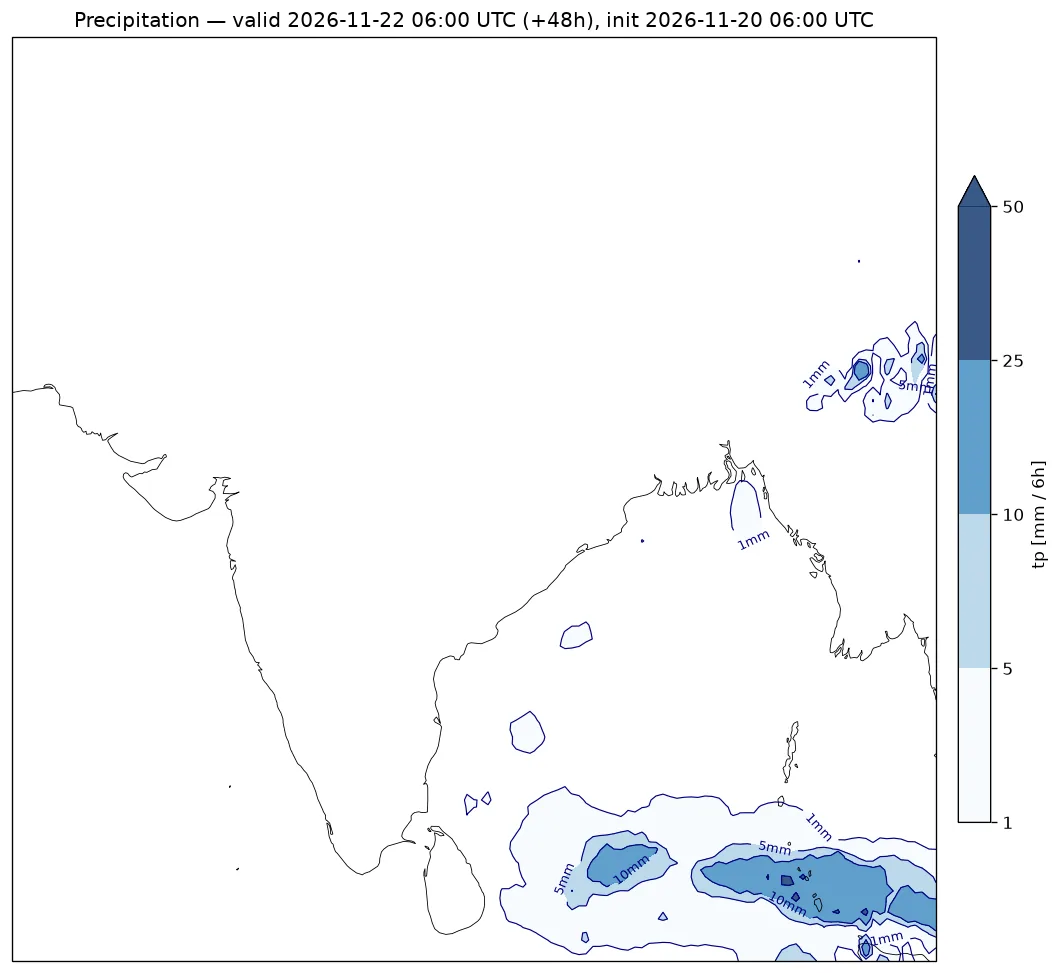 Precipitation — valid 2026-11-22 06:00 UTC (+48h), init 2026-11-20 06:00 UTC
50
25
10
5
1
tp [mm / 6h]
1mm
5mm
1mm
1mm
1mm
5mm
10mm
5mm
10mm
1mm